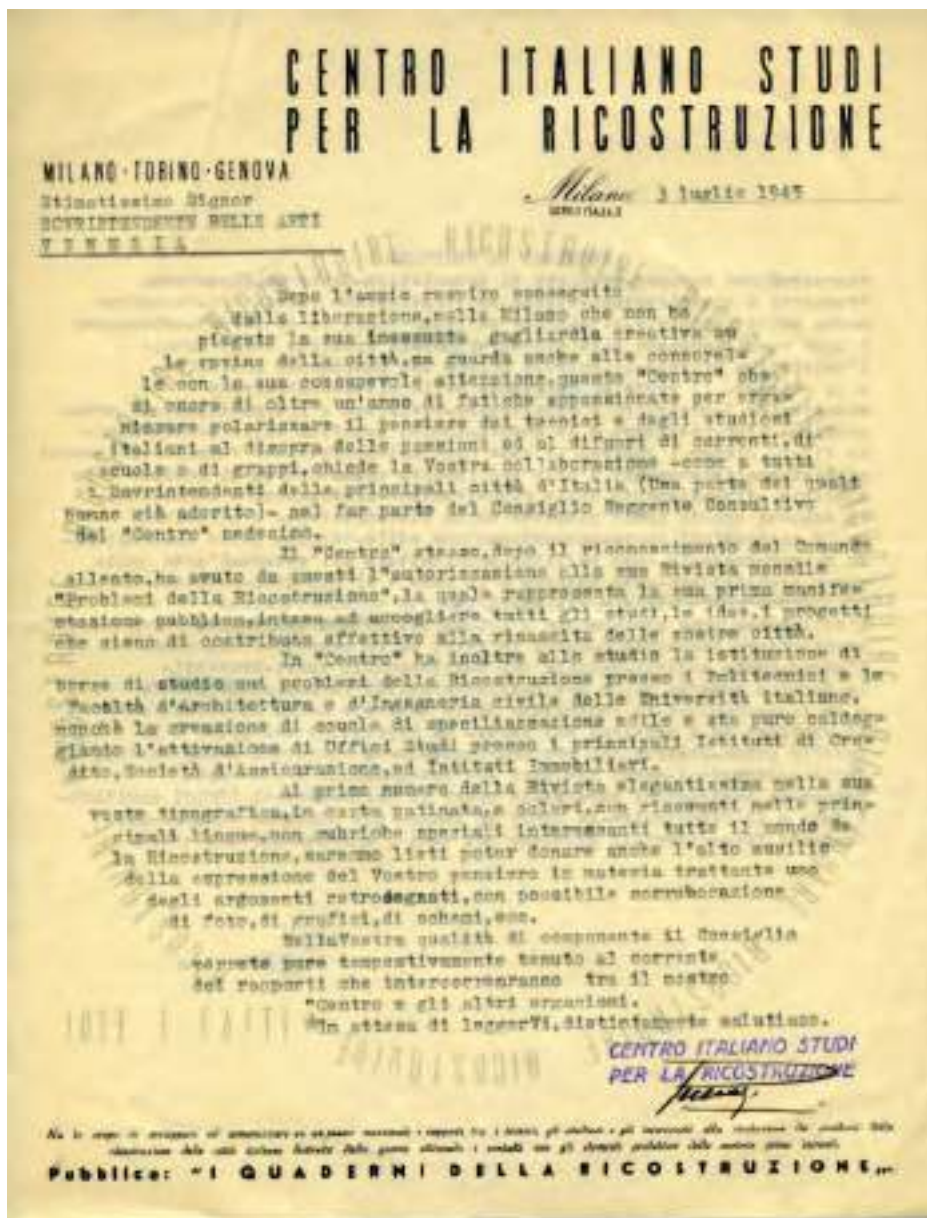 CENTRO ITALIANO STUDI
PER LA RICOSTRUZIONE
MILANO·TORINO·GENOVA
Milano 3 luglio 1945
Stimatissimo Signor
SOVRINTENDENTE BELLE ARTI
VENEZIA
Dopo l'ansio respiro conseguito
dalla liberazione, nella Milano che non ha
piegato la sua inesausta gagliardia creativa su
le rovine della città, ma guarda anche alle consorel=
le con la sua consapevole attenzione, questo "Centro" che
si onora di oltre un'anno di fatiche appassionate per orga=
nizzare polarizzare il pensiero dei tecnici e degli studiosi
italiani al disopra delle passioni ed al difuori di correnti, di
scuole e di gruppi, chiede la Vostra collaborazione -come a tutti
i Sovrintendenti delle principali città d'Italia (Una parte dei quali
hanno già aderito)- nel far parte del Consiglio Reggente Consultivo
del "Centro" medesimo.
Il "Centro" stesso, dopo il riconoscimento del Comando
alleato, ha avuto da questi l'autorizzazione alla sua Rivista mensile
"Problemi della Ricostruzione", la quale rappresenta la sua prima manife=
stazione pubblica, intesa ad accogliere tutti gli studi, le idee, i progetti
che siano di contributo effettivo alla rinascita delle nostre città.
In "Centro" ha inoltre allo studio la istituzione di
borse di studio sui problemi della Ricostruzione presso i Politecnici e le
Facoltà d'Architettura e d'Ingegneria civile delle Università italiane,
nonchè la creazione di scuole di specilizzazione edile e sta pure caldeg=
giando l'attivazione di Uffici Studi presso i principali Istituti di Cre=
dito, Società d'Assicurazione, ed Istituti Immobiliari.
Al primo numero della Rivista elegantissima nella sua
veste tipografica, in carta patinata, a colori, con riassunti nelle prin=
cipali lingue, con rubriche speciali interessanti tutto il mondo de
la Ricostruzione, saremmo lieti poter donare anche l'alto ausilio
della espressione del Vostro pensiero in materia trattante uno
degli argomenti retrosegnati, con possibile corroborazione
di foto, di grafici, di schemi, ecc.
NellaVostra qualità di componente il Consiglio
verrete pure tempestivamente tenuto al corrente
dei rapporti che intercorreranno tra il nostro
"Centro e gli altri organismi.
In attesa di leggerVi, distintamente salutiamo.
CENTRO ITALIANO STUDI
PER LA RICOSTRUZIONE
Pubblica: "I QUADERNI DELLA RICOSTRUZIONE„